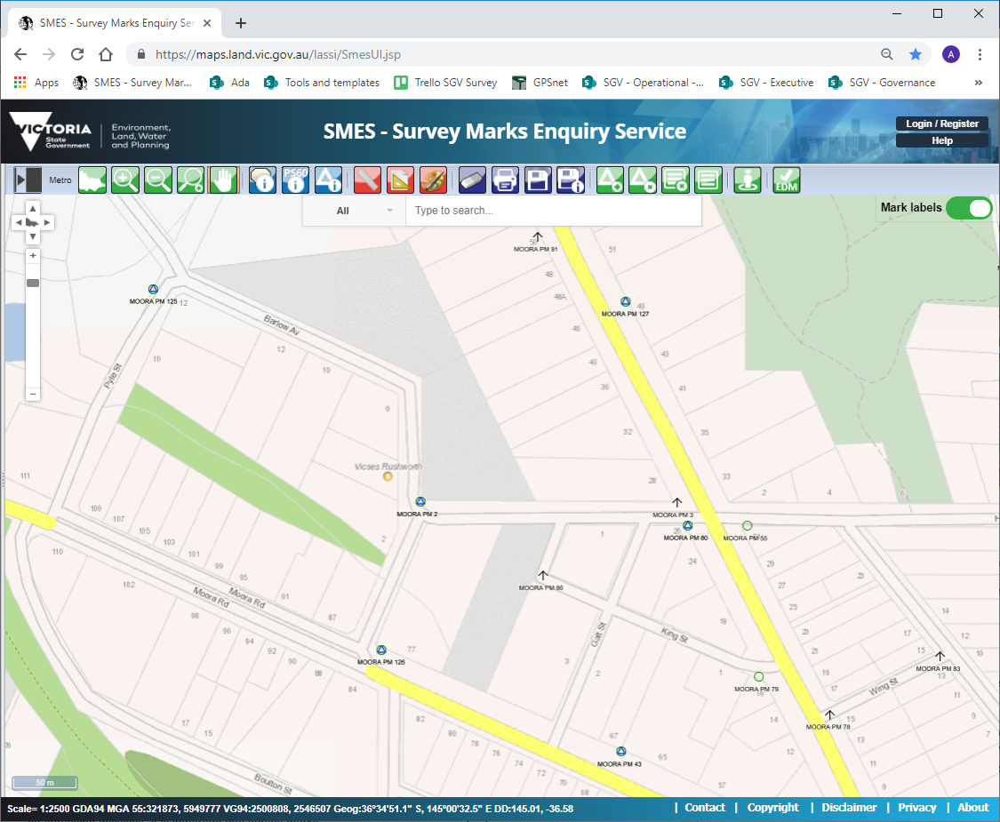 SMES - Survey Marks Enquiry Ser
https://maps.land.vic.gov.au/lassi/SmesUI.jsp
A
Apps
SMES - Survey Mar...
Ada
Tools and templates
Trello SGV Survey
GPSnet
SGV - Operational -...
SGV - Executive
SGV - Governance
»
VICTORIA
State
Government
Environment,
Land, Water
and Planning
SMES - Survey Marks Enquiry Service
Login / Register
Help
Metro
PS60
EDM
All
Type to search...
Mark labels
MOORA PM 91
51
48
48A
MOORA PM 125
12
49
MOORA PM 127
Barlow Av
46
12
43
10
40
10
Pyle St
36
41
6
32
35
Vicses Rushworth
111
28
33
2
4
6
109
MOORA PM 2
MOORA PM 3
107
105
26
MOORA PM 80
MOORA PM 55
103
2
1
110
101
24
29
99
95
23
102
Moora Rd
Moora Rd
91
MOORA PM 86
27
98
87
25
14
96
Gatt St
King St
18
23
17
12
94
92
77
21
15
10
90
MOORA PM 126
3
MOORA PM 83
88
2
1
19
13
84
MOORA PM 79
17
Wing St
11
82
14
MOORA PM 78
15
9
17
80
67
13
7
15
78
12
76
65
11
74
MOORA PM 43
72
Boulton St
70
57
9
68
50 m
Scale= 1:2500 GDA94 MGA 55:321873, 5949777 VG94:2500808, 2546507 Geog:36°34'51.1" S, 145°00'32.5" E DD:145.01, -36.58
| Contact | Copyright | Disclaimer | Privacy | About